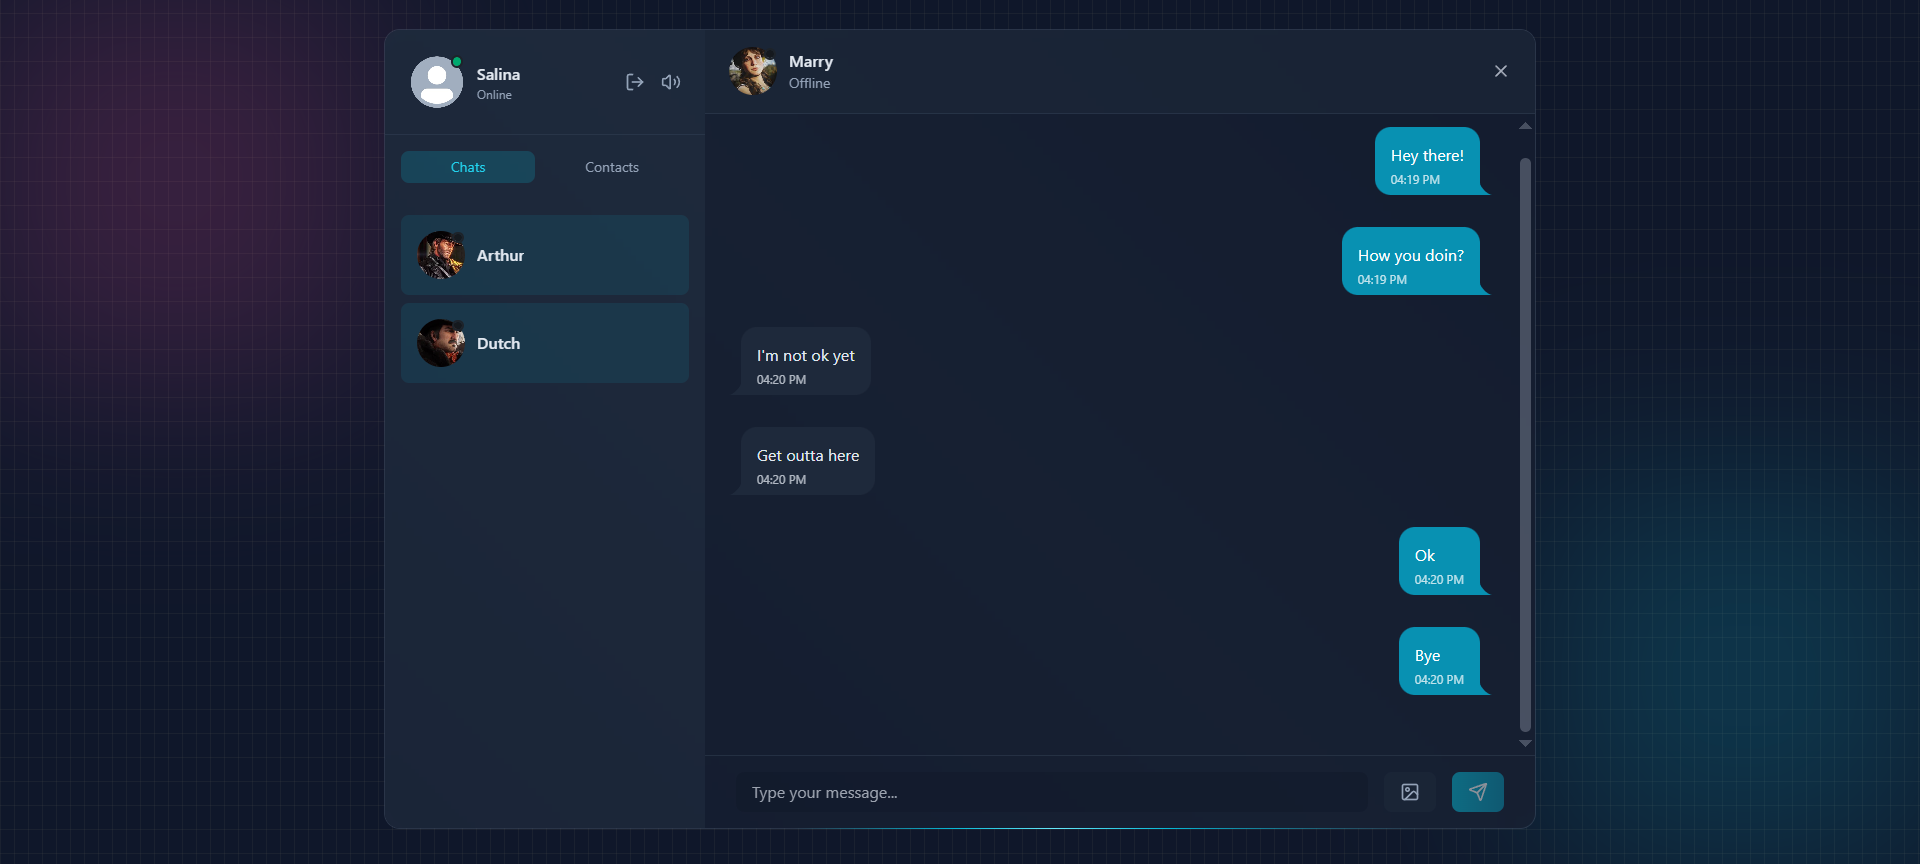 Salina
Online
Chats
Contacts
Arthur
Dutch
Marry
Offline
Hey there!
04:19 PM
How you doin?
04:19 PM
I'm not ok yet
04:20 PM
Get outta here
04:20 PM
Ok
04:20 PM
Bye
04:20 PM
Type your message...